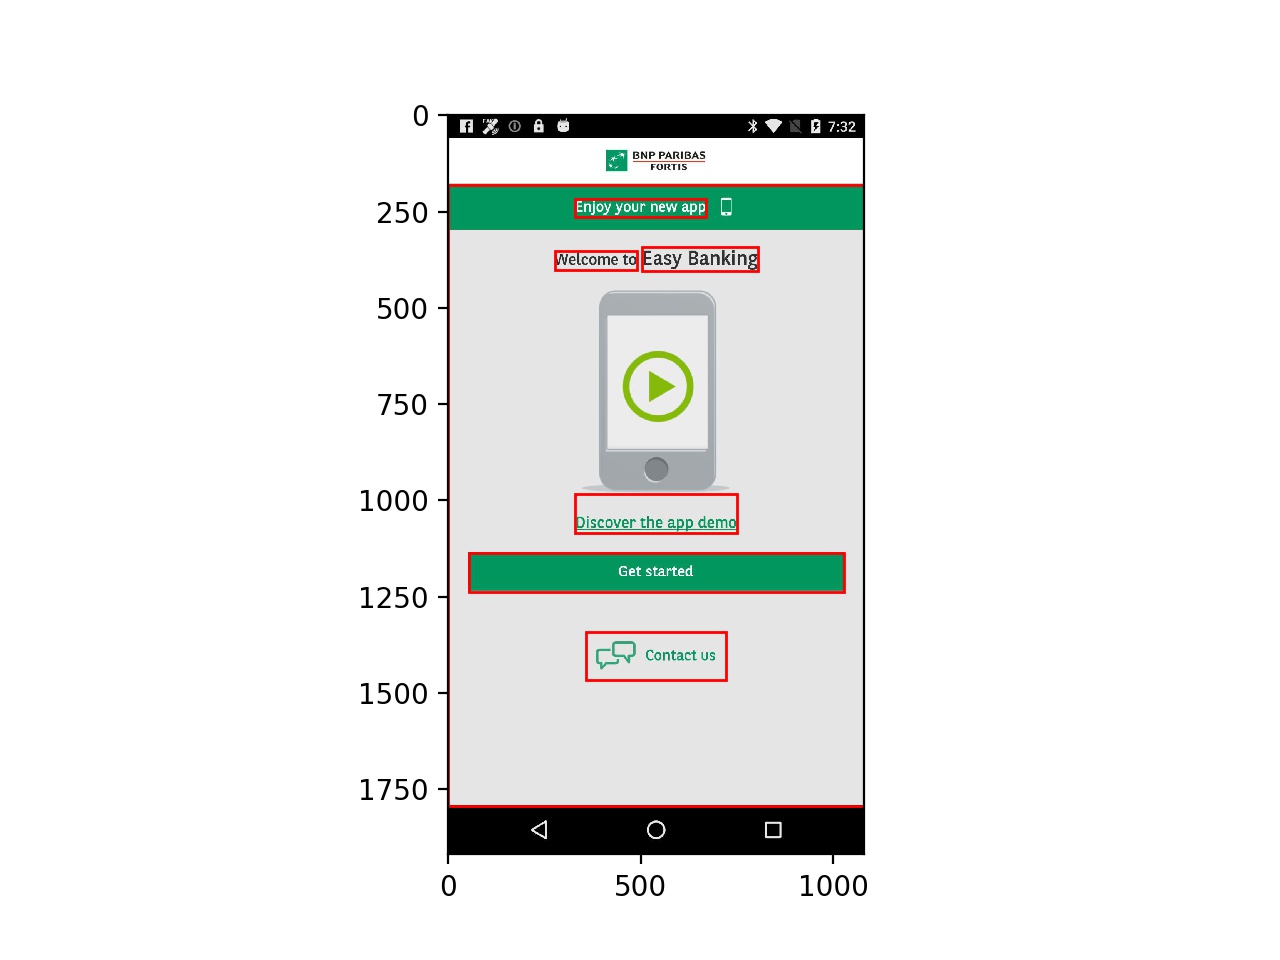 0
7:32
BNP PARIBAS
FORTIS
250
Enjoy your new app
Welcome to Easy Banking
500
750
1000
Discover the app demo
Get started
1250
Contact us
1500
1750
0 500 1000